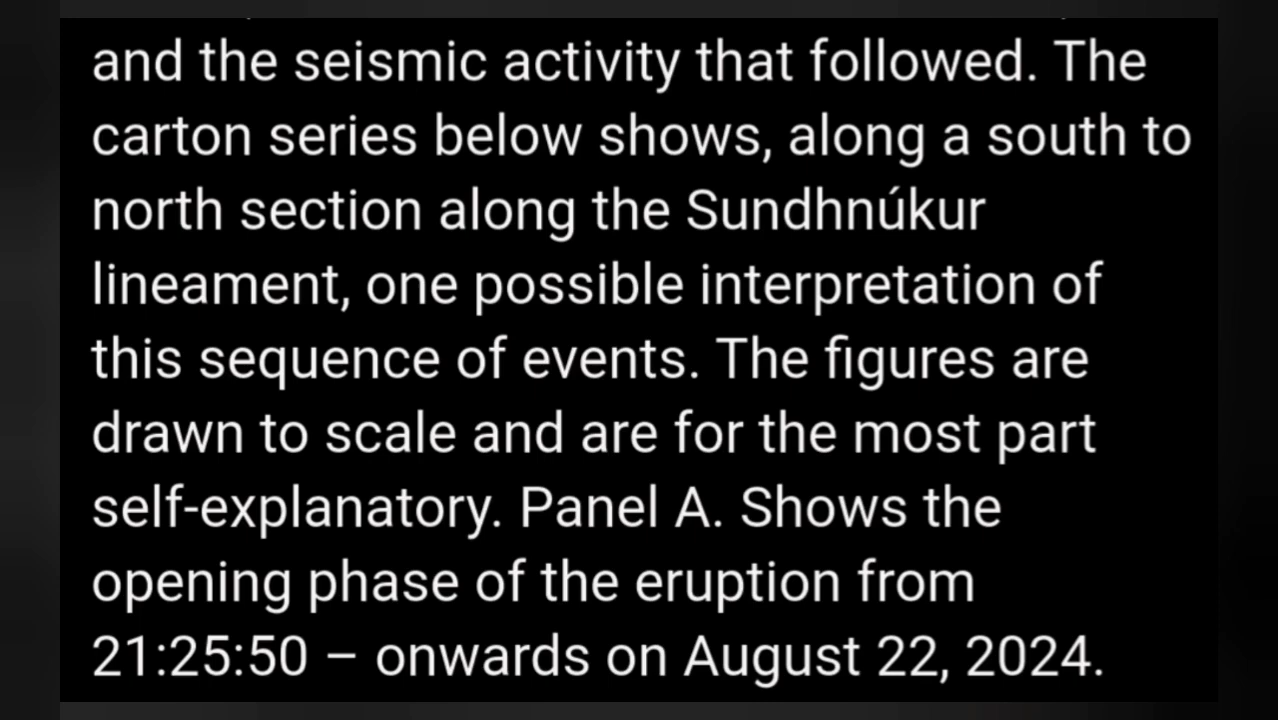 and the seismic activity that followed. The
carton series below shows, along a south to
north section along the Sundhnúkur
lineament, one possible interpretation of
this sequence of events. The figures are
drawn to scale and are for the most part
self-explanatory. Panel A. Shows the
opening phase of the eruption from
21:25:50 – onwards on August 22, 2024.